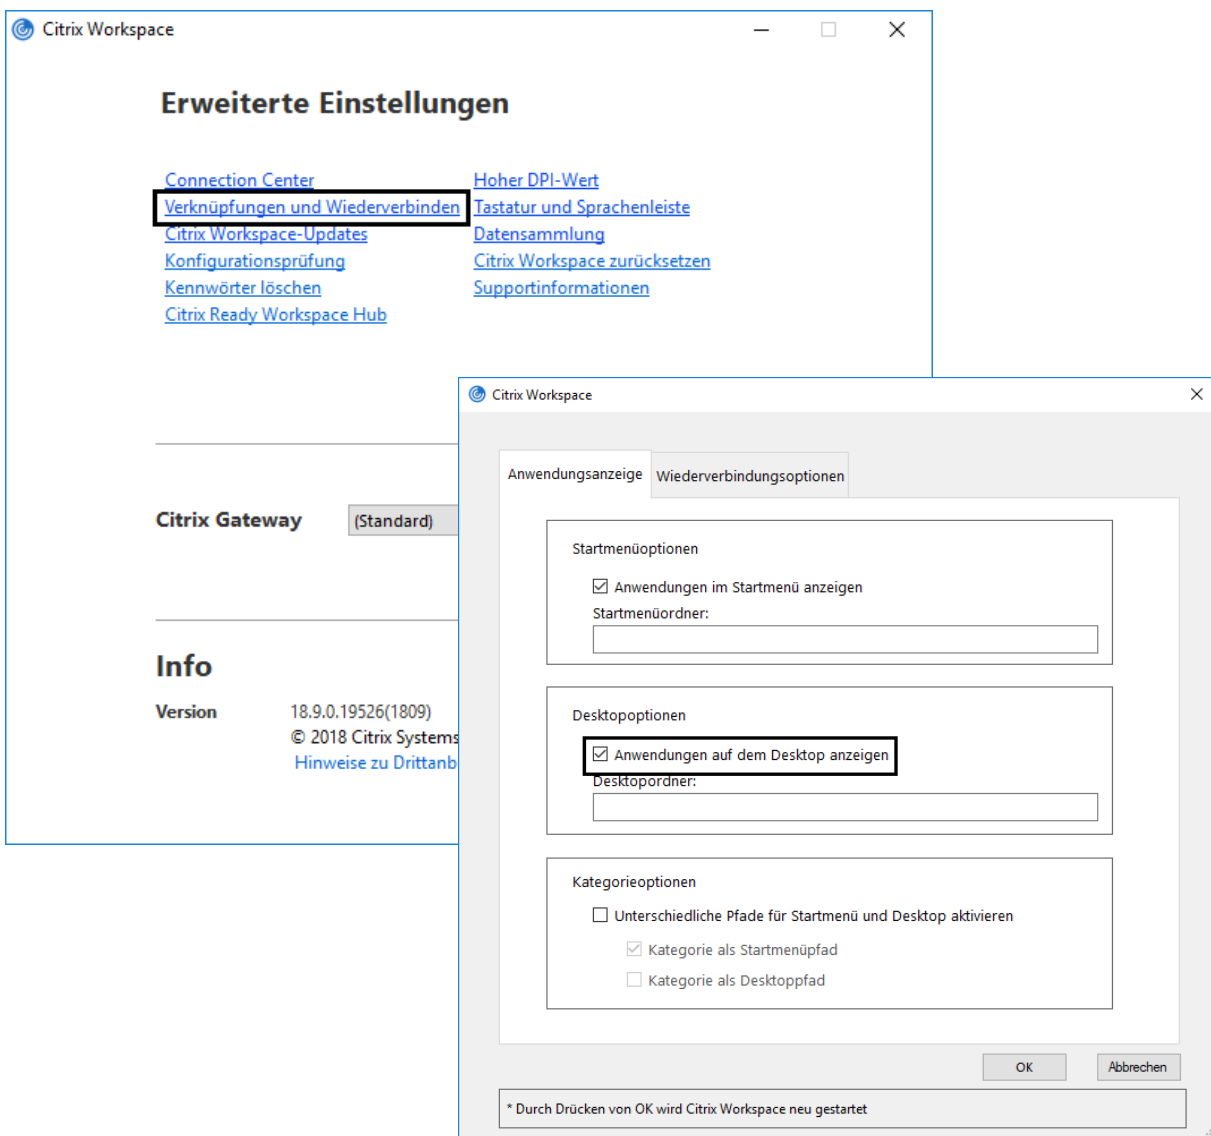 Citrix Workspace
Erweiterte Einstellungen
Connection Center
Hoher DPI-Wert
Verknüpfungen und Wiederverbinden
Tastatur und Sprachenleiste
Citrix Workspace-Updates
Datensammlung
Konfigurationsprüfung
Citrix Workspace zurücksetzen
Kennwörter löschen
Supportinformationen
Citrix Ready Workspace Hub
Citrix Gateway
(Standard)
Info
Version
18.9.0.19526(1809)
© 2018 Citrix Systems
Hinweise zu Drittanb
Citrix Workspace
Anwendungsanzeige
Wiederverbindungsoptionen
Startmenüoptionen
Anwendungen im Startmenü anzeigen
Startmenüordner:
Desktopoptionen
Anwendungen auf dem Desktop anzeigen
Desktopordner:
Kategorieoptionen
Unterschiedliche Pfade für Startmenü und Desktop aktivieren
Kategorie als Startmenüpfad
Kategorie als Desktoppfad
OK
Abbrechen
* Durch Drücken von OK wird Citrix Workspace neu gestartet